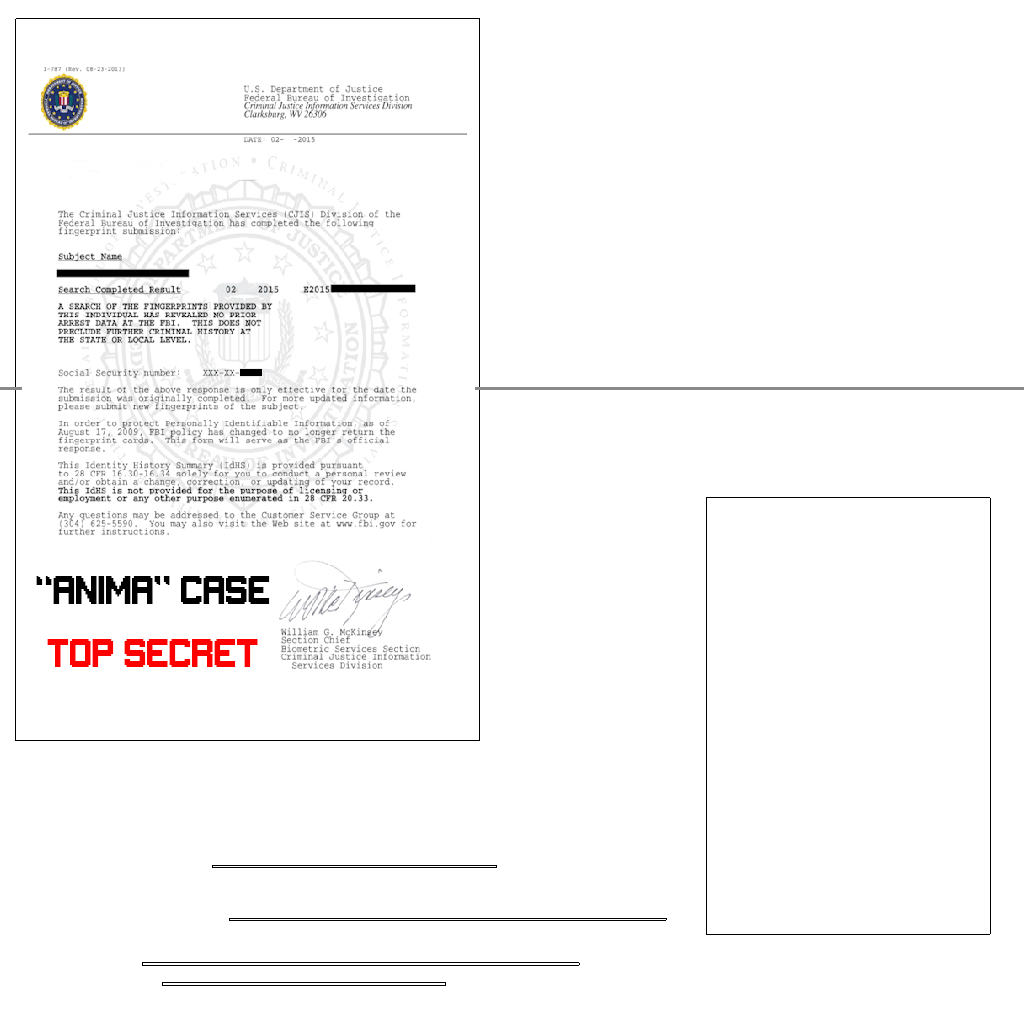 1-787 (Rev. 08-23-2011)
U.S. Department of Justice
Federal Bureau of Investigation
Criminal Justice Information Services Division
Clarksburg, WV 26306
DATE: 02- -2015
The Criminal Justice Information Services (CJIS) Division of the
Federal Bureau of Investigation has completed the following
fingerprint submission:
Subject Name
Search Completed Result 02 2015 E2015
A SEARCH OF THE FINGERPRINTS PROVIDED BY
THIS INDIVIDUAL HAS REVEALED NO PRIOR
ARREST DATA AT THE FBI. THIS DOES NOT
PRECLUDE FURTHER CRIMINAL HISTORY AT
THE STATE OR LOCAL LEVEL.
Social Security number: XXX-XX-
The result of the above response is only effective for the date the
submission was originally completed. For more updated information,
please submit new fingerprints of the subject.
In order to protect Personally Identifiable Information, as of
August 17, 2009, FBI policy has changed to no longer return the
fingerprint cards. This form will serve as the FBI's official
response.
This Identity History Summary (IdHS) is provided pursuant
to 28 CFR 16.30-16.34 solely for you to conduct a personal review
and/or obtain a change, correction, or updating of your record.
This IdHS is not provided for the purpose of licensing or
employment or any other purpose enumerated in 28 CFR 20.33.
Any questions may be addressed to the Customer Service Group at
(304) 625-5590. You may also visit the Web site at www.fbi.gov for
further instructions.
"ANIMA" CASE
TOP SECRET
William G. McKinsey
Section Chief
Biometric Services Section
Criminal Justice Information
Services Division